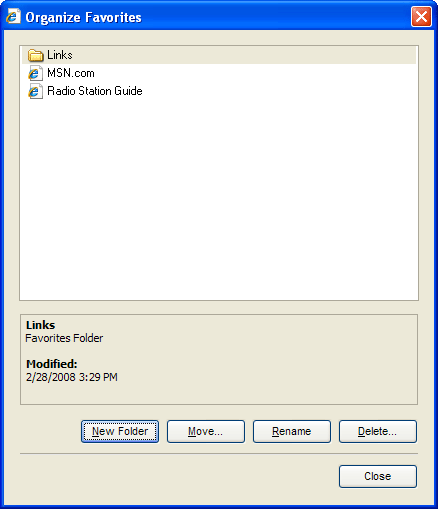 Organize Favorites
Links
MSN.com
Radio Station Guide
Links
Favorites Folder
Modified:
2/28/2008 3:29 PM
New Folder
Move...
Rename
Delete...
Close